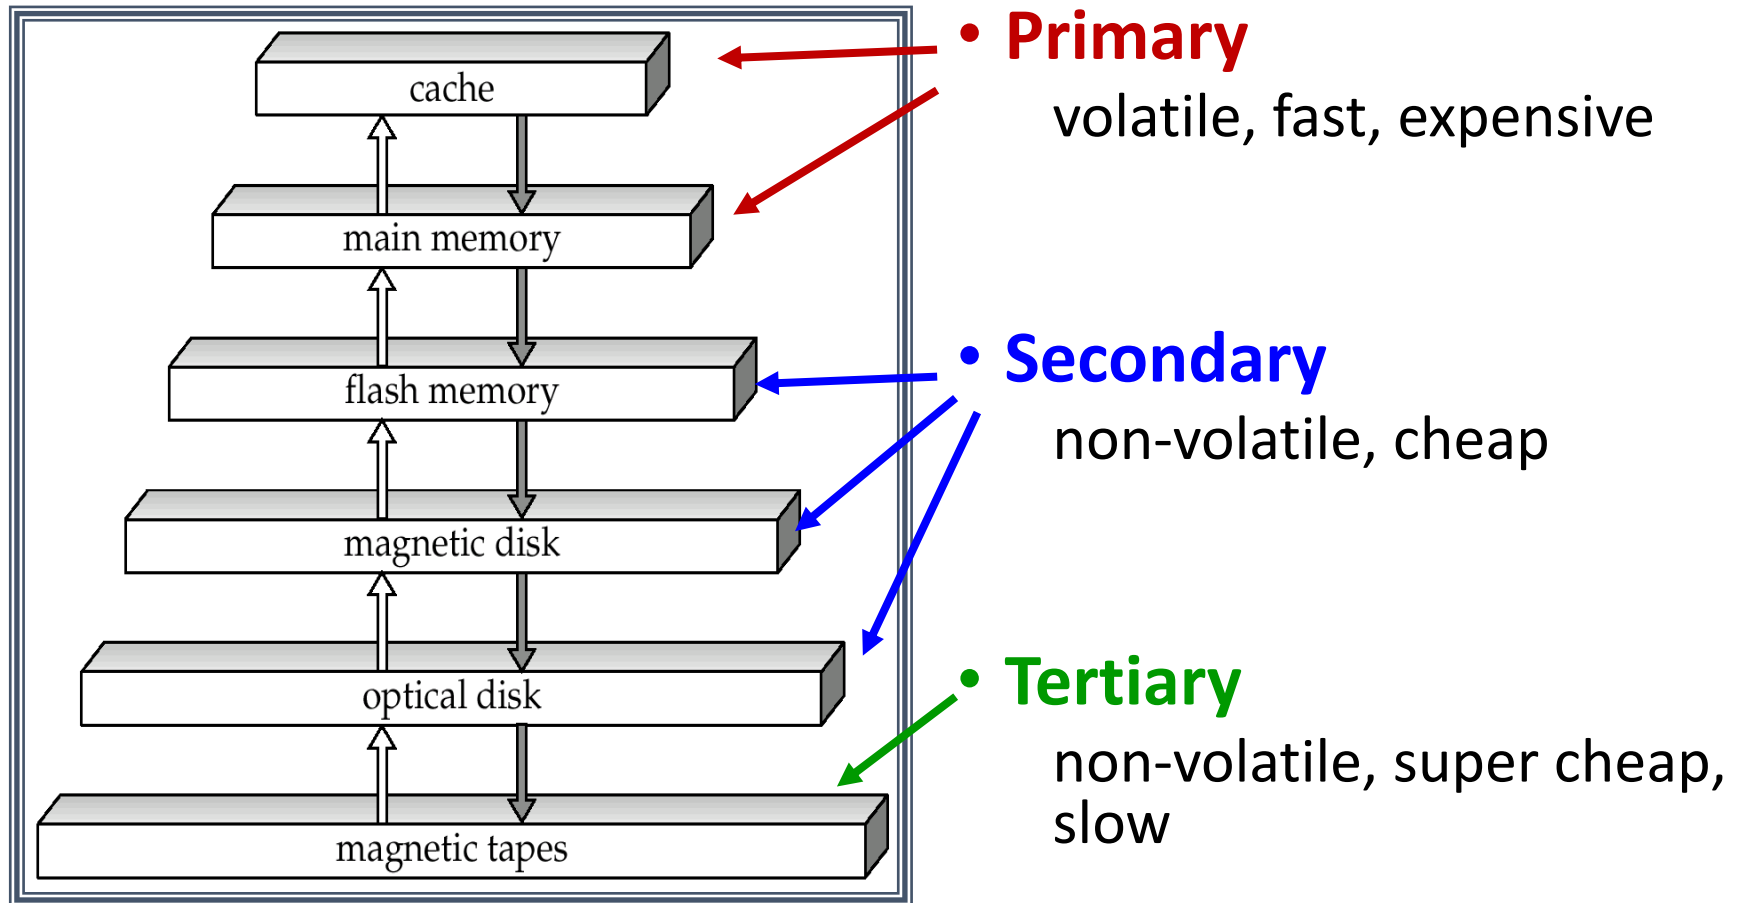 cache
main memory
flash memory
magnetic disk
optical disk
magnetic tapes
• Primary
volatile, fast, expensive
• Secondary
non-volatile, cheap
• Tertiary
non-volatile, super cheap,
slow